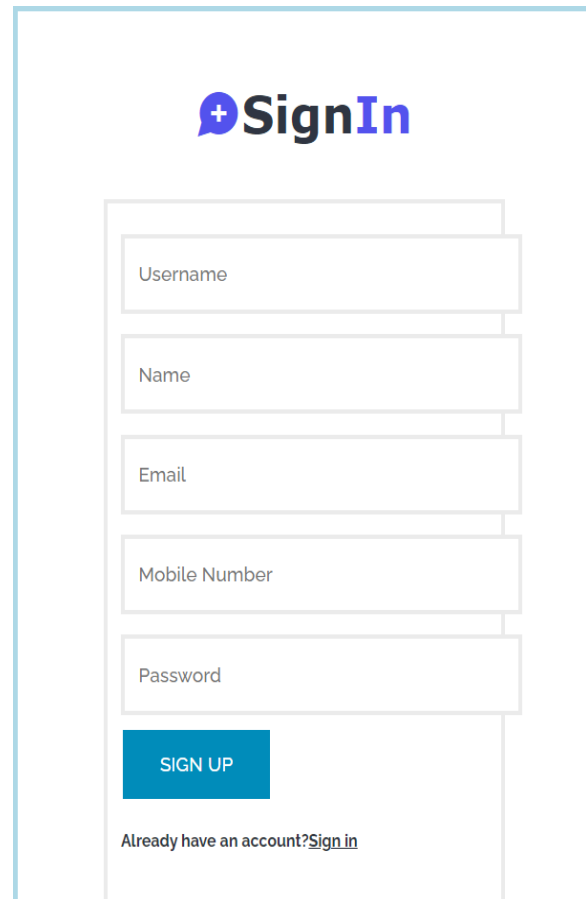 SignIn
Username
Name
Email
Mobile Number
Password
SIGN UP
Already have an account?Sign in